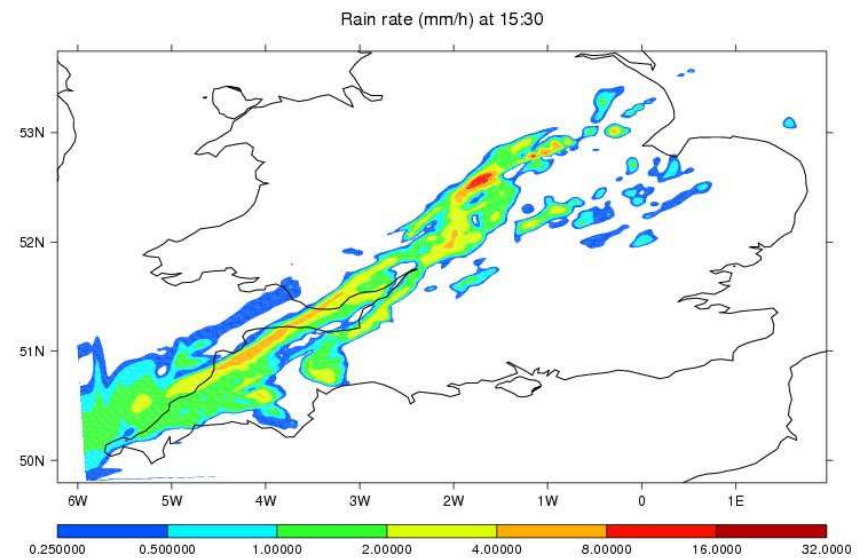 Rain rate (mm/h) at 15:30
53N
52N
51N
50N
6W 5W 4W 3W 2W 1W 0 1E
0.250000 0.500000 1.00000 2.00000 4.00000 8.00000 16.0000 32.0000